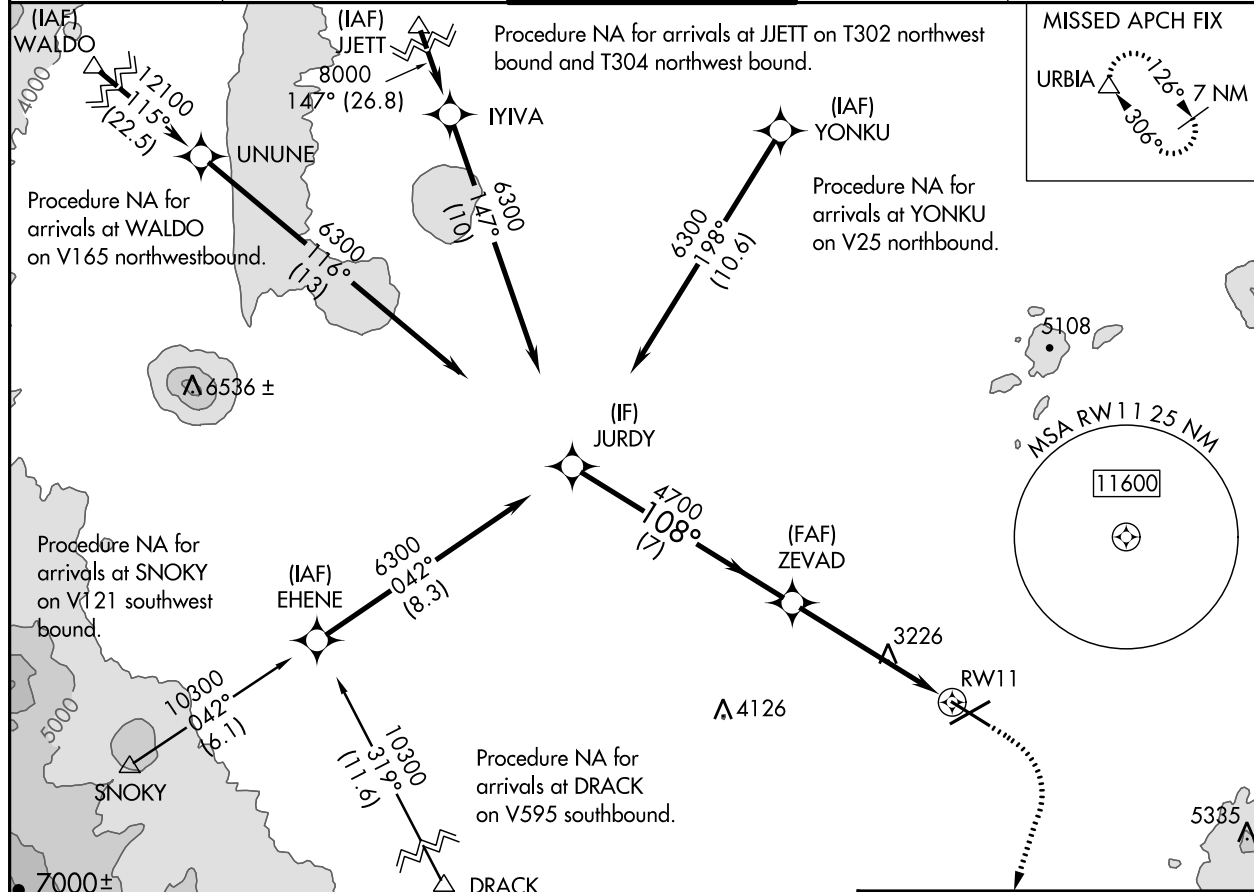 (IAF)
WALDO
12100
115°
(22.5)
4000
UNUNE
(IAF)
JJETT
8000
147° (26.8)
IYIVA
Procedure NA for arrivals at JJETT on T302 northwest
bound and T304 northwest bound.
MISSED APCH FIX
URBIA
126°
7 NM
306°
(IAF)
YONKU
Procedure NA for
arrivals at WALDO
on V165 northwestbound.
6300
116°
(13)
6300
147°
(10)
6300
198°
(10.6)
Procedure NA for
arrivals at YONKU
on V25 northbound.
6536 ±
5108
(IF)
JURDY
MSA RW11 25 NM
11600
4700
108°
(7)
(FAF)
ZEVAD
Procedure NA for
arrivals at SNOKY
on V121 southwest
bound.
(IAF)
EHENE
6300
042°
(8.3)
3226
RW11
4126
10300
042°
(6.1)
5000
SNOKY
10300
319°
(11.6)
Procedure NA for
arrivals at DRACK
on V595 southbound.
5335
7000±
DRACK